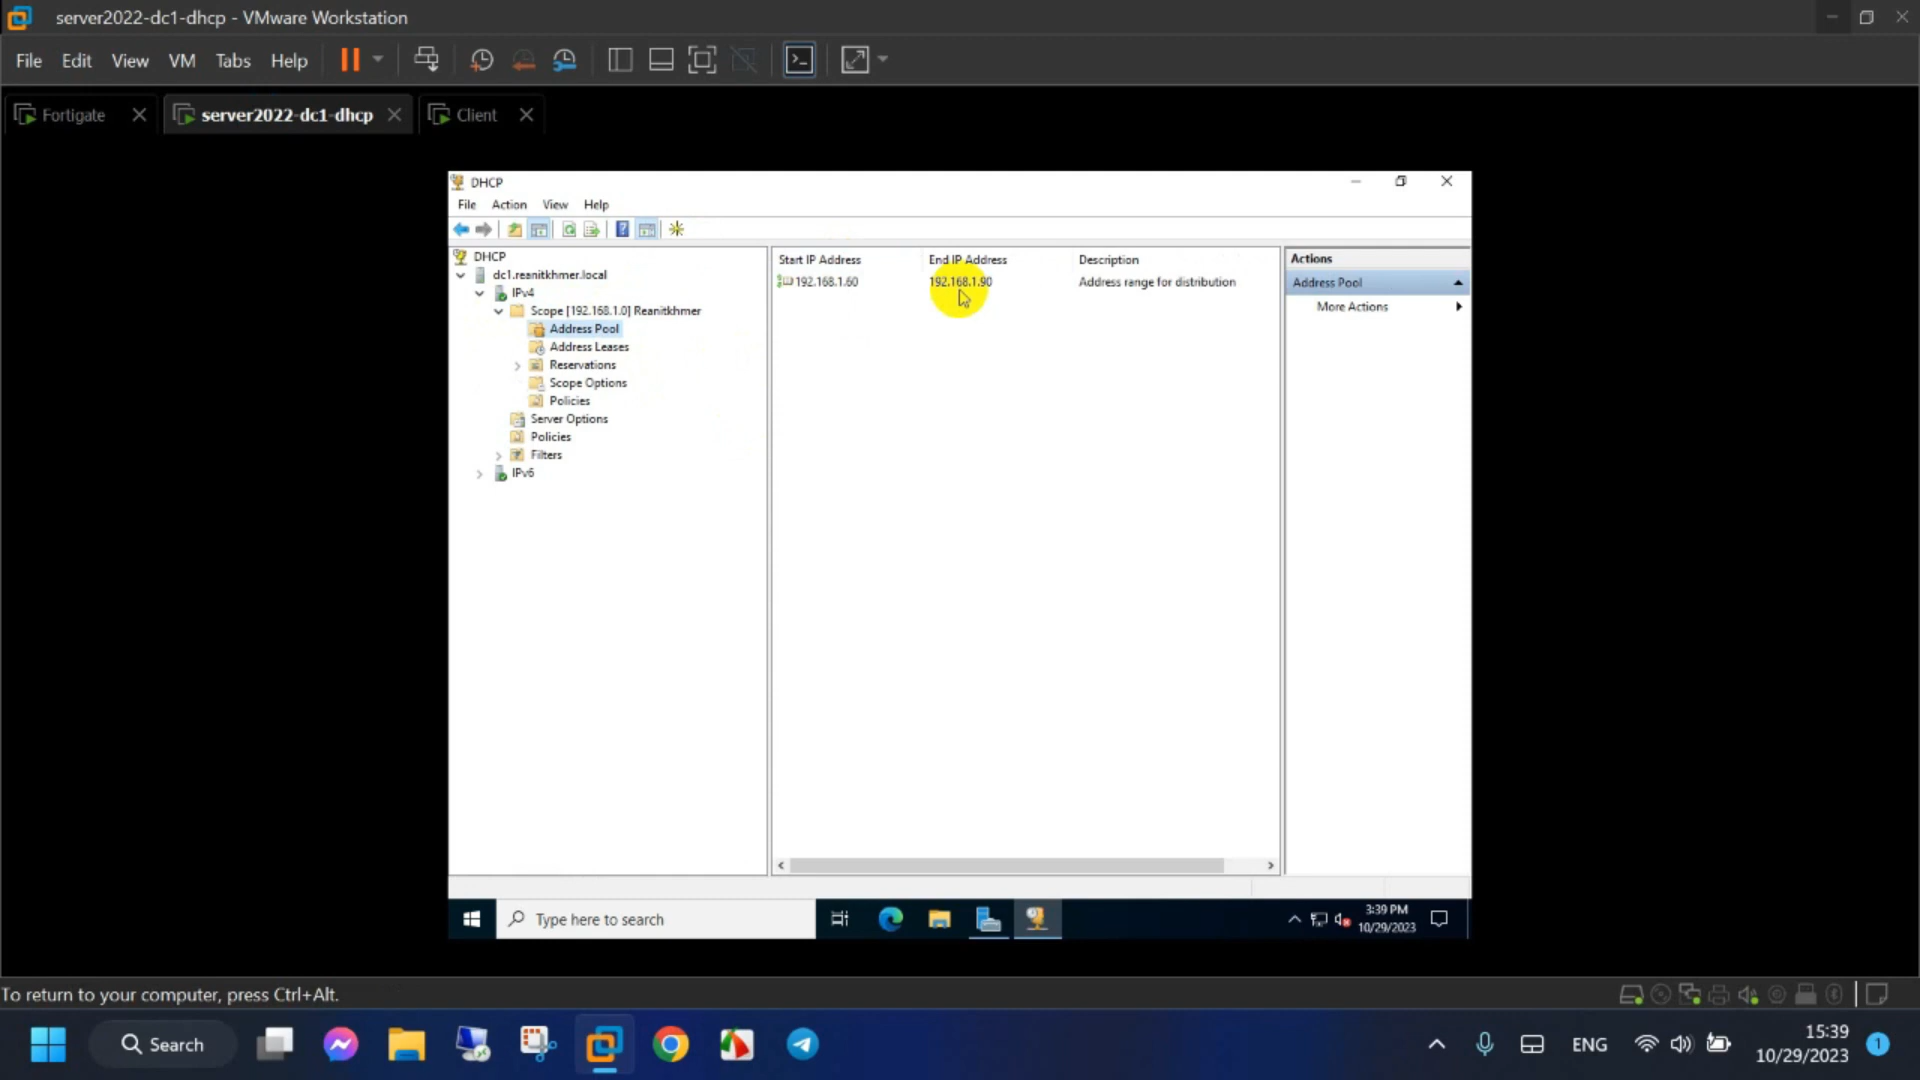 server2022-dc1-dhcp - VMware Workstation
File Edit View VM Tabs Help
Fortigate server2022-dc1-dhcp Client
DHCP
File Action View Help
DHCP
dc1.reanitkhmer.local
IPv4
Scope [192.168.1.0] Reanitkhmer
Address Pool
Address Leases
Reservations
Scope Options
Policies
Server Options
Policies
Filters
IPv6
Start IP Address End IP Address Description
192.168.1.60 192.168.1.90 Address range for distribution
Actions
Address Pool
More Actions
Type here to search
3:39 PM
10/29/2023
To return to your computer, press Ctrl+Alt.
Search
ENG
15:39
10/29/2023
1